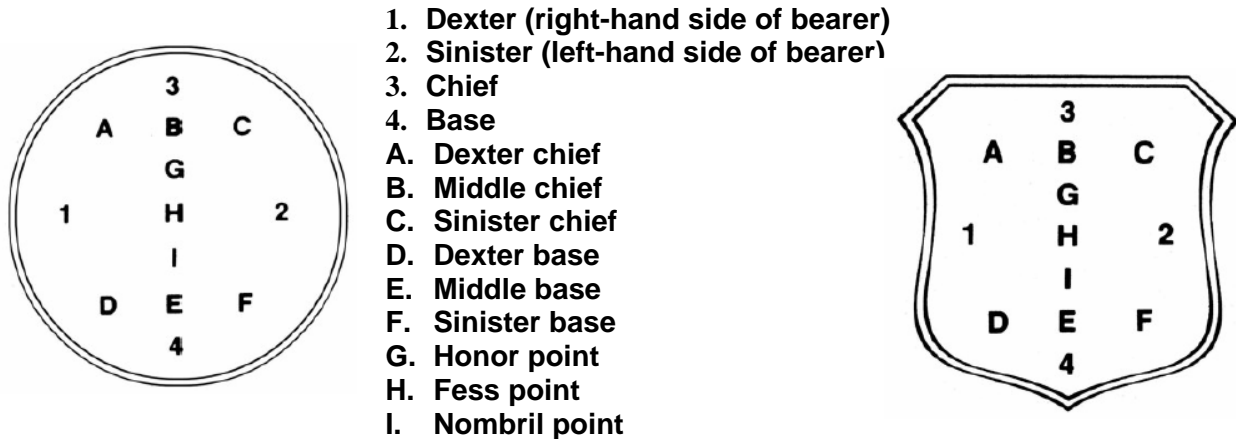 3
A B C
G
1 H 2
I
D E F
4
1. Dexter (right-hand side of bearer)
2. Sinister (left-hand side of bearer)
3. Chief
4. Base
A. Dexter chief
B. Middle chief
C. Sinister chief
D. Dexter base
E. Middle base
F. Sinister base
G. Honor point
H. Fess point
I. Nombril point
3
A B C
G
1 H 2
I
D E F
4